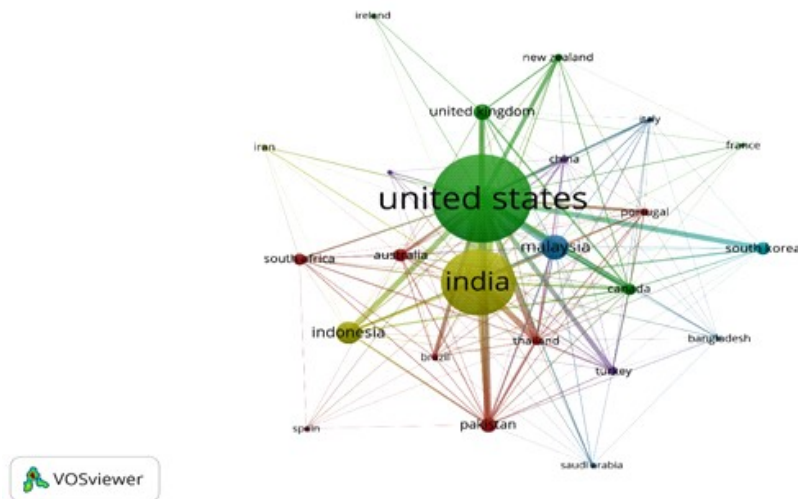 ireland
new zealand
united kingdom
italy
france
iran
china
united states
portugal
malaysia
south korea
south africa
australia
india
canada
indonesia
thailand
bangladesh
brazil
turkey
pakistan
spain
saudi arabia
VOSviewer